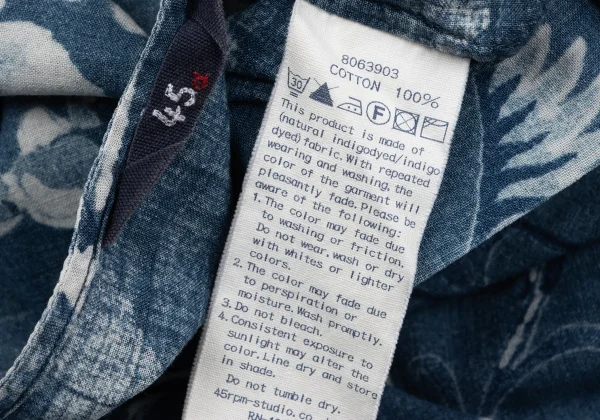 45R
8063903
COTTON 100%
30
F
This product is made of
(natural indigodyed/indigo
dyed)fabric. With repeated
wearing and washing, the
color of the garment will
pleasantly fade. Please be
aware of the following:
1. The color may fade due
to washing or friction.
Do not wear, wash or dry
with whites or lighter
colors.
2. The color may fade due
to perspiration or
moisture. Wash promptly.
3. Do not bleach.
4. Consistent exposure to
sunlight may alter the
color. Line dry and store
in shade.
Do not tumble dry.
45rpm-studio.co